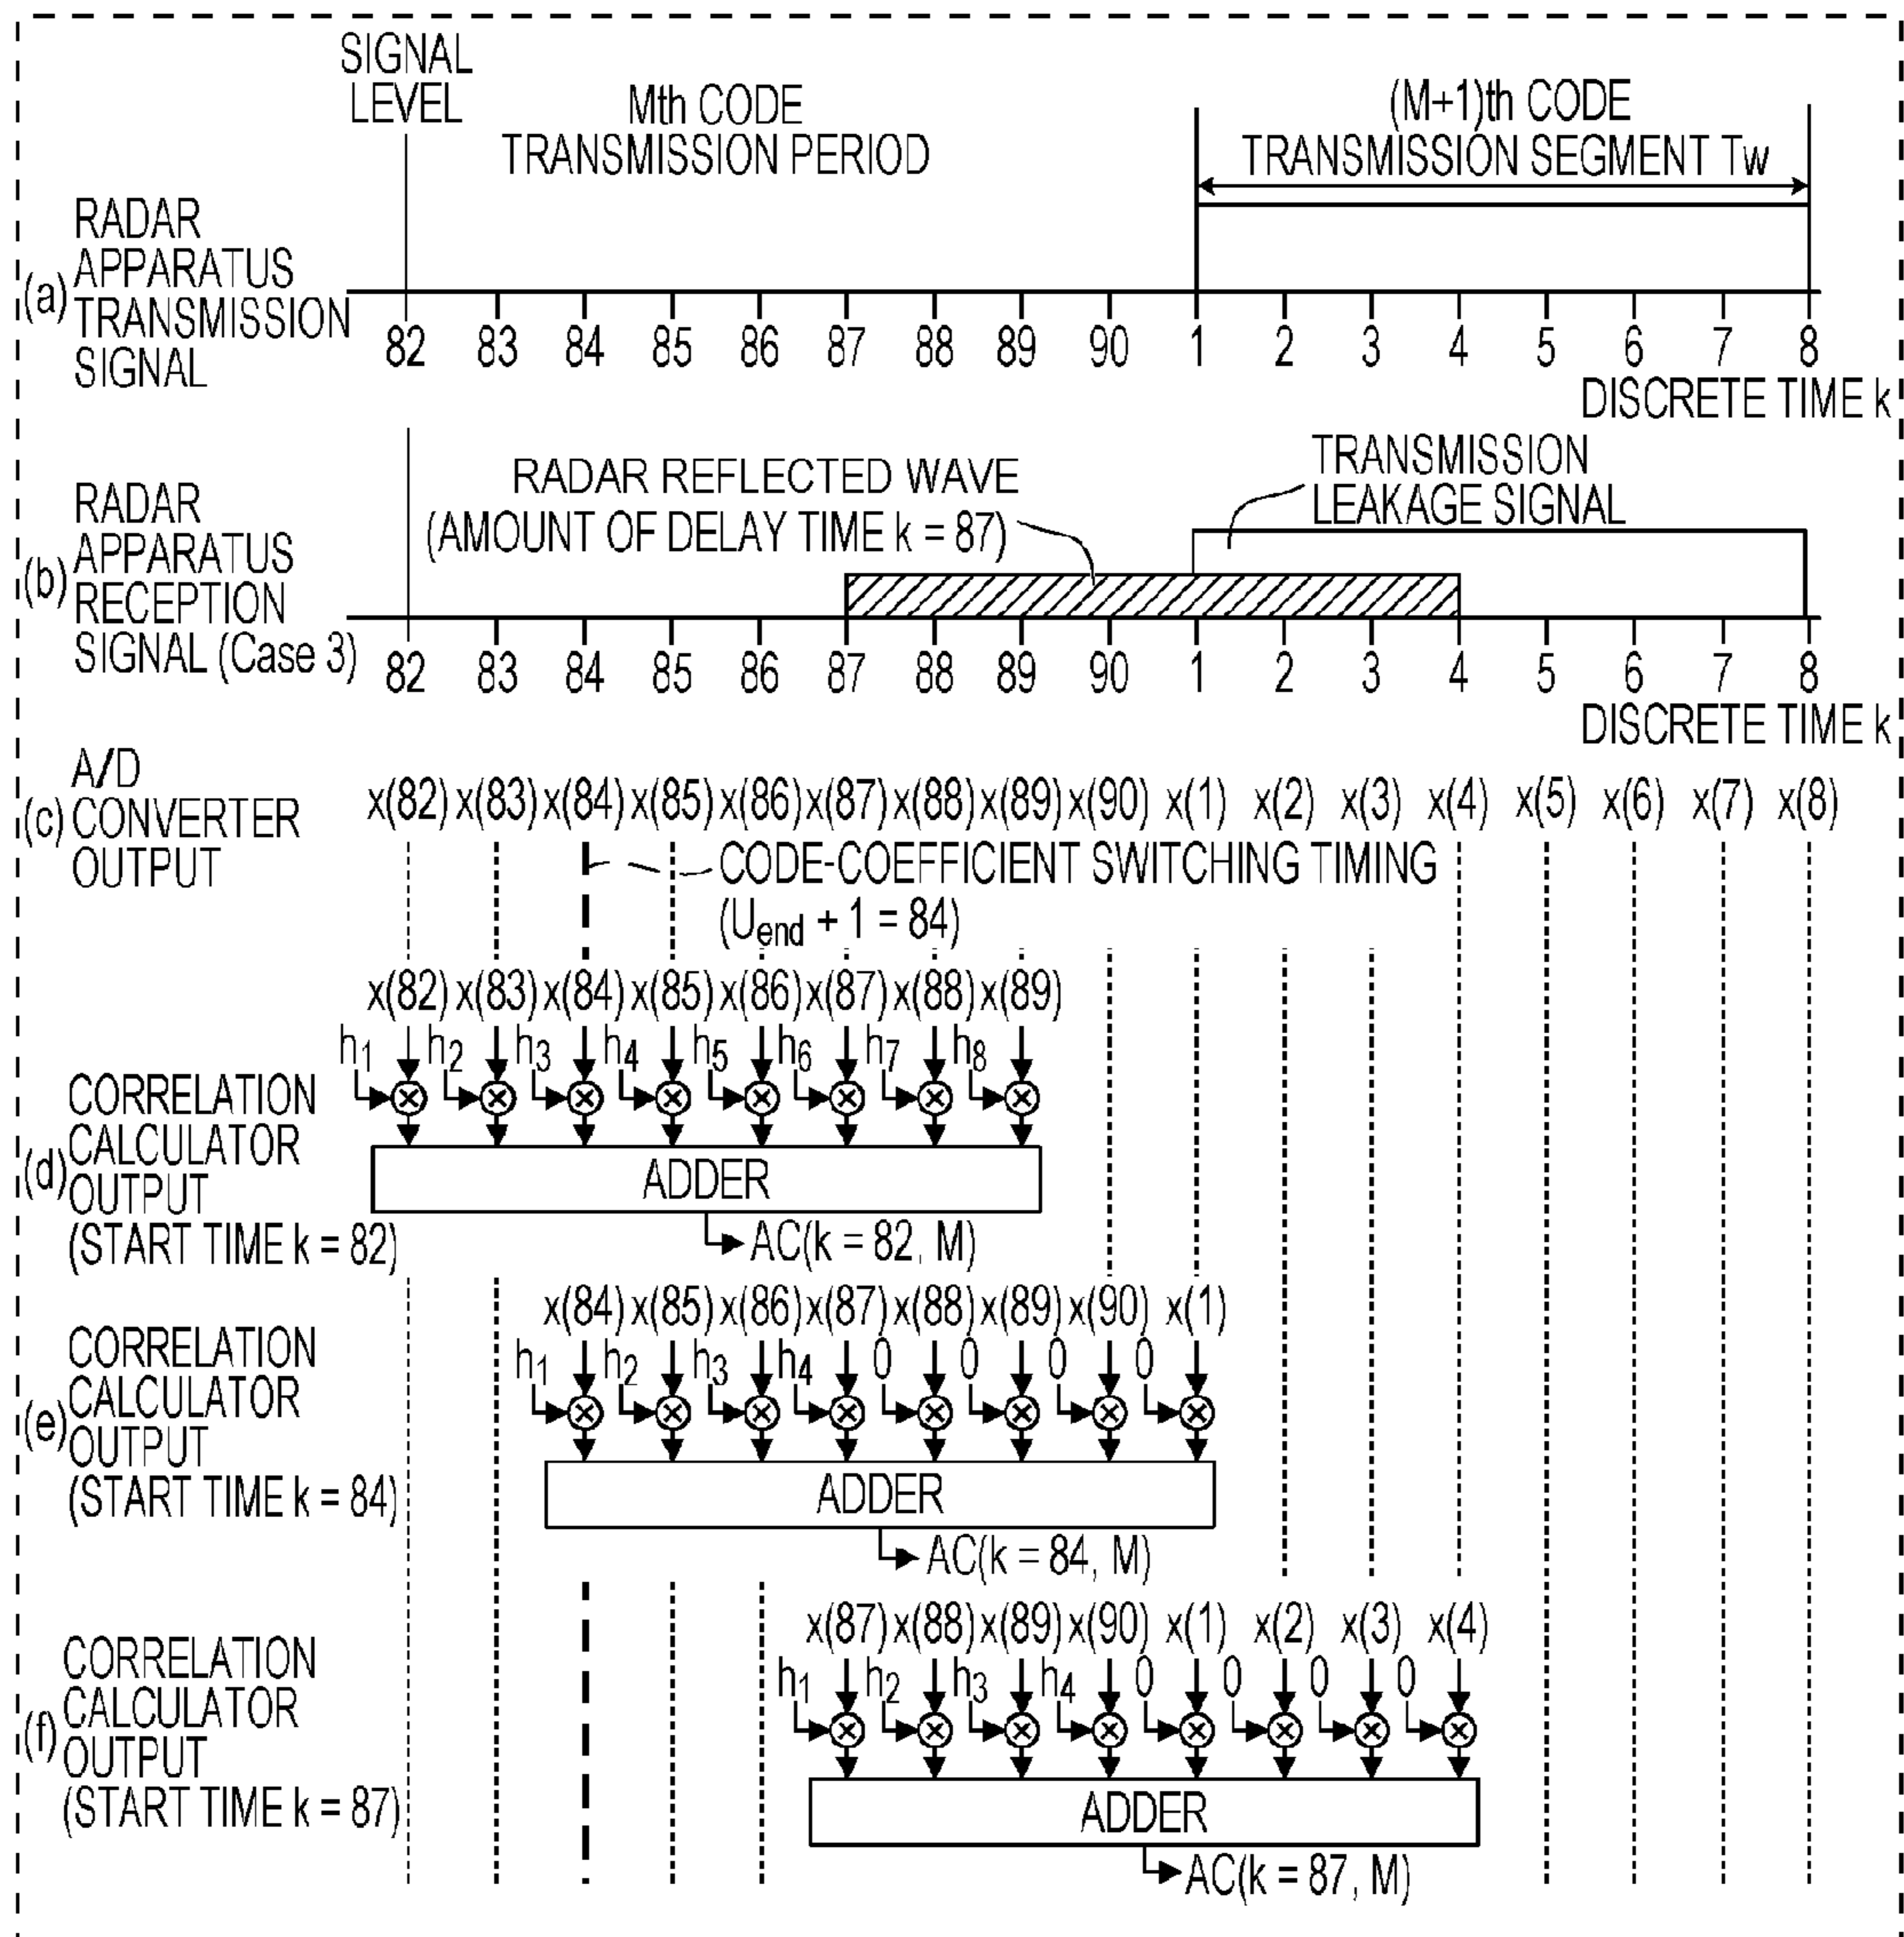 SIGNAL
LEVEL
Mth CODE
TRANSMISSION PERIOD
(M+1)th CODE
TRANSMISSION SEGMENT Tw
(a)
RADAR
APPARATUS
TRANSMISSION
SIGNAL
82 83 84 85 86 87 88 89 90 1 2 3 4 5 6 7 8
DISCRETE TIME k
(b)
RADAR
APPARATUS
RECEPTION
SIGNAL (Case 3)
RADAR REFLECTED WAVE
(AMOUNT OF DELAY TIME k = 87)
TRANSMISSION
LEAKAGE SIGNAL
82 83 84 85 86 87 88 89 90 1 2 3 4 5 6 7 8
DISCRETE TIME k
(c)
A/D
CONVERTER
OUTPUT
x(82) x(83) x(84) x(85) x(86) x(87) x(88) x(89) x(90) x(1) x(2) x(3) x(4) x(5) x(6) x(7) x(8)
CODE-COEFFICIENT SWITCHING TIMING
(Uend + 1 = 84)
x(82) x(83) x(84) x(85) x(86) x(87) x(88) x(89)
h1 h2 h3 h4 h5 h6 h7 h8
(d)
CORRELATION
CALCULATOR
OUTPUT
(START TIME k = 82)
ADDER
AC(k = 82, M)
x(84) x(85) x(86) x(87) x(88) x(89) x(90) x(1)
h1 h2 h3 h4 0 0 0 0
(e)
CORRELATION
CALCULATOR
OUTPUT
(START TIME k = 84)
ADDER
AC(k = 84, M)
x(87) x(88) x(89) x(90) x(1) x(2) x(3) x(4)
h1 h2 h3 h4 0 0 0 0
(f)
CORRELATION
CALCULATOR
OUTPUT
(START TIME k = 87)
ADDER
AC(k = 87, M)